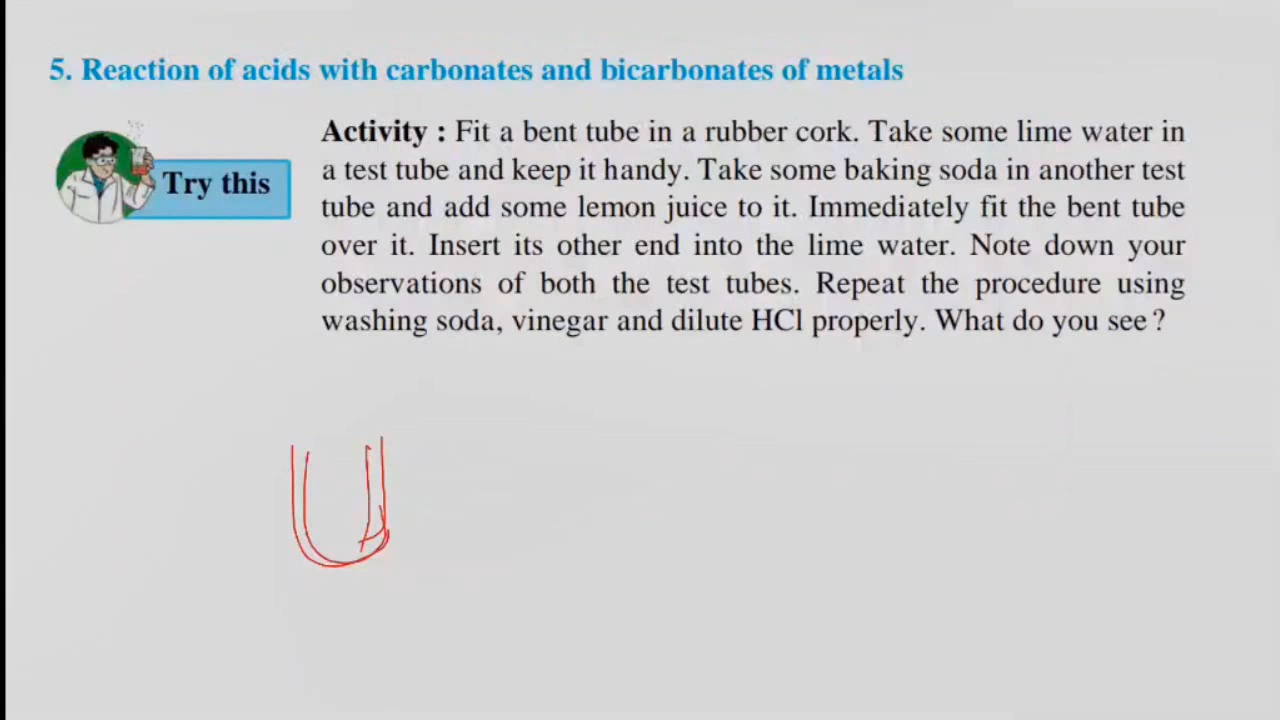 5. Reaction of acids with carbonates and bicarbonates of metals
Try this
Activity : Fit a bent tube in a rubber cork. Take some lime water in
a test tube and keep it handy. Take some baking soda in another test
tube and add some lemon juice to it. Immediately fit the bent tube
over it. Insert its other end into the lime water. Note down your
observations of both the test tubes. Repeat the procedure using
washing soda, vinegar and dilute HCl properly. What do you see ?